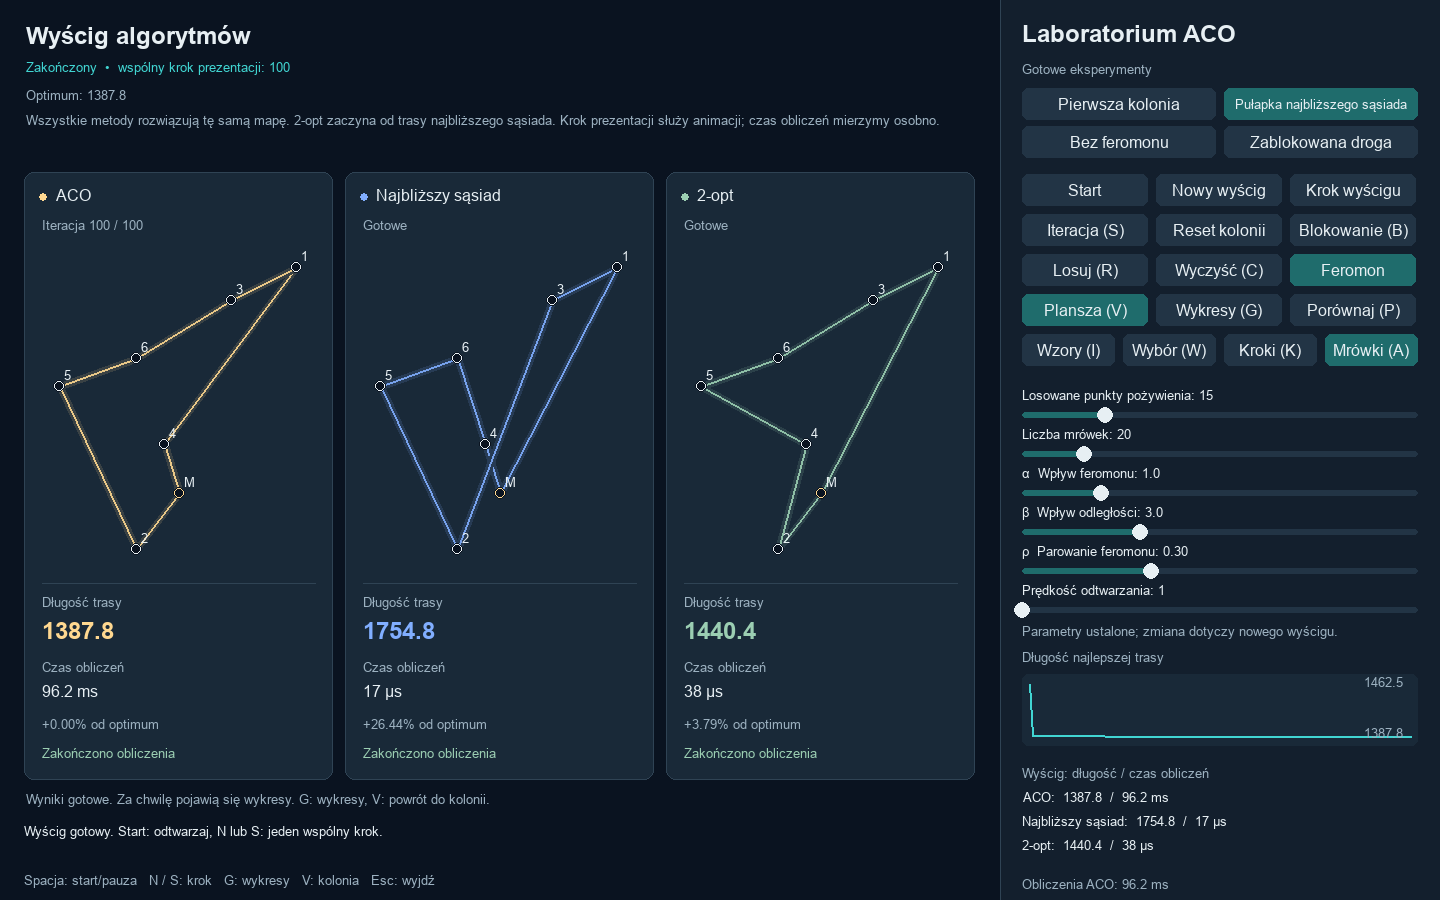 Wyścig algorytmów
Zakończony • wspólny krok prezentacji: 100
Optimum: 1387.8
Wszystkie metody rozwiązują tę samą mapę. 2-opt zaczyna od trasy najbliższego sąsiada. Krok prezentacji służy animacji; czas obliczeń mierzymy osobno.
ACO
Iteracja 100 / 100
1
3
6
5
4
M
2
Długość trasy
1387.8
Czas obliczeń
96.2 ms
+0.00% od optimum
Zakończono obliczenia
Najbliższy sąsiad
Gotowe
1
3
6
5
4
M
2
Długość trasy
1754.8
Czas obliczeń
17 µs
+26.44% od optimum
Zakończono obliczenia
2-opt
Gotowe
1
3
6
5
4
M
2
Długość trasy
1440.4
Czas obliczeń
38 µs
+3.79% od optimum
Zakończono obliczenia
Wyniki gotowe. Za chwilę pojawią się wykresy. G: wykresy, V: powrót do kolonii.
Wyścig gotowy. Start: odtwarzaj, N lub S: jeden wspólny krok.
Spacja: start/pauza N / S: krok G: wykresy V: kolonia Esc: wyjdź
Laboratorium ACO
Gotowe eksperymenty
Pierwsza kolonia Pułapka najbliższego sąsiada
Bez feromonu Zablokowana droga
Start Nowy wyścig Krok wyścigu
Iteracja (S) Reset kolonii Blokowanie (B)
Losuj (R) Wyczyść (C) Feromon
Plansza (V) Wykresy (G) Porównaj (P)
Wzory (I) Wybór (W) Kroki (K) Mrówki (A)
Losowane punkty pożywienia: 15
Liczba mrówek: 20
α Wpływ feromonu: 1.0
β Wpływ odległości: 3.0
ρ Parowanie feromonu: 0.30
Prędkość odtwarzania: 1
Parametry ustalone; zmiana dotyczy nowego wyścigu.
Długość najlepszej trasy
1462.5
1387.8
Wyścig: długość / czas obliczeń
ACO: 1387.8 / 96.2 ms
Najbliższy sąsiad: 1754.8 / 17 µs
2-opt: 1440.4 / 38 µs
Obliczenia ACO: 96.2 ms